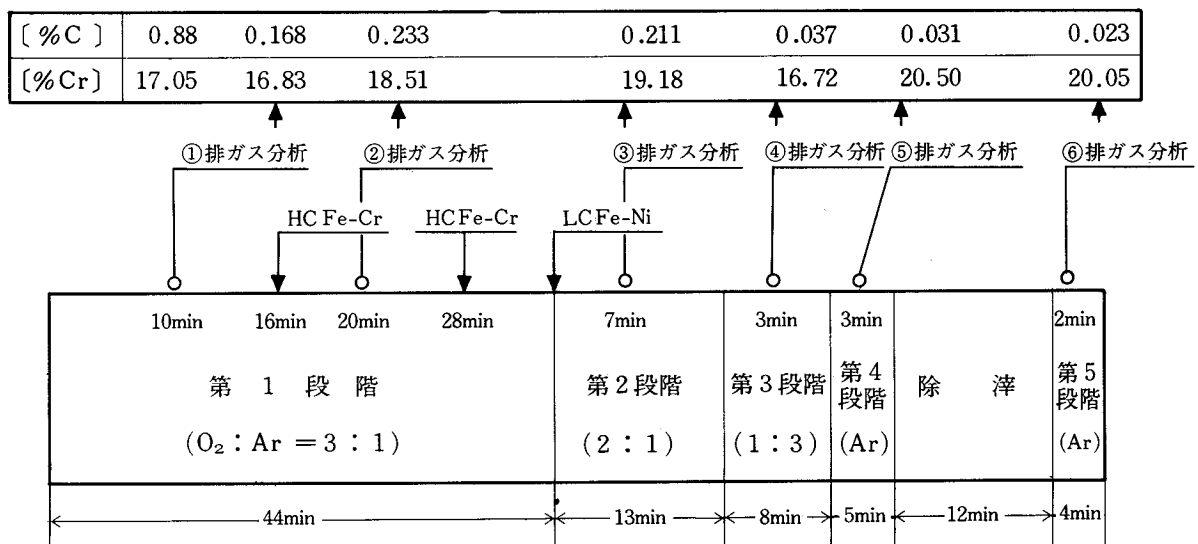 〔%C〕 0.88 0.168 0.233 0.211 0.037 0.031 0.023
〔%Cr〕 17.05 16.83 18.51 19.18 16.72 20.50 20.05
①排ガス分析 ②排ガス分析 ③排ガス分析 ④排ガス分析 ⑤排ガス分析 ⑥排ガス分析
HC Fe-Cr HC Fe-Cr LC Fe-Ni
10min 16min 20min 28min 7min 3min 3min 2min
第1段階 第2段階 第3段階 第4段階 除滓 第5段階
(O₂:Ar=3:1) (2:1) (1:3) (Ar) (Ar)
44min 13min 8min 5min 12min 4min